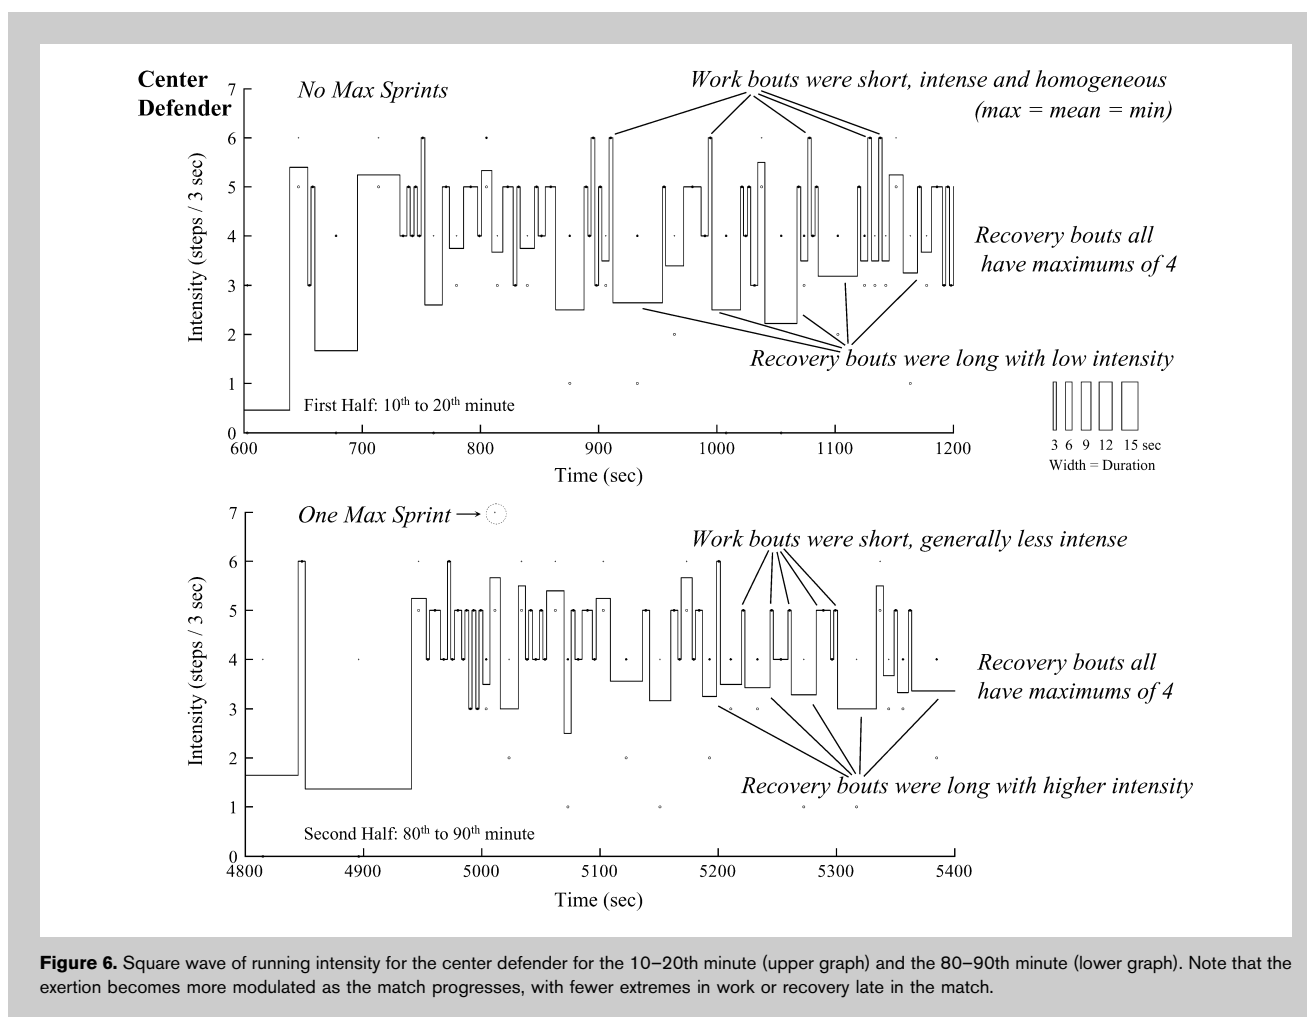 Center
Defender
No Max Sprints
Work bouts were short, intense and homogeneous
(max = mean = min)
7
6
5
4
3
2
1
0
Intensity (steps / 3 sec)
Recovery bouts all
have maximums of 4
Recovery bouts were long with low intensity
First Half: 10th to 20th minute
3 6 9 12 15 sec
Width = Duration
600 700 800 900 1000 1100 1200
Time (sec)
One Max Sprint
Work bouts were short, generally less intense
7
6
5
4
3
2
1
0
Intensity (steps / 3 sec)
Recovery bouts all
have maximums of 4
Recovery bouts were long with higher intensity
Second Half: 80th to 90th minute
4800 4900 5000 5100 5200 5300 5400
Time (sec)
Figure 6. Square wave of running intensity for the center defender for the 10–20th minute (upper graph) and the 80–90th minute (lower graph). Note that the
exertion becomes more modulated as the match progresses, with fewer extremes in work or recovery late in the match.